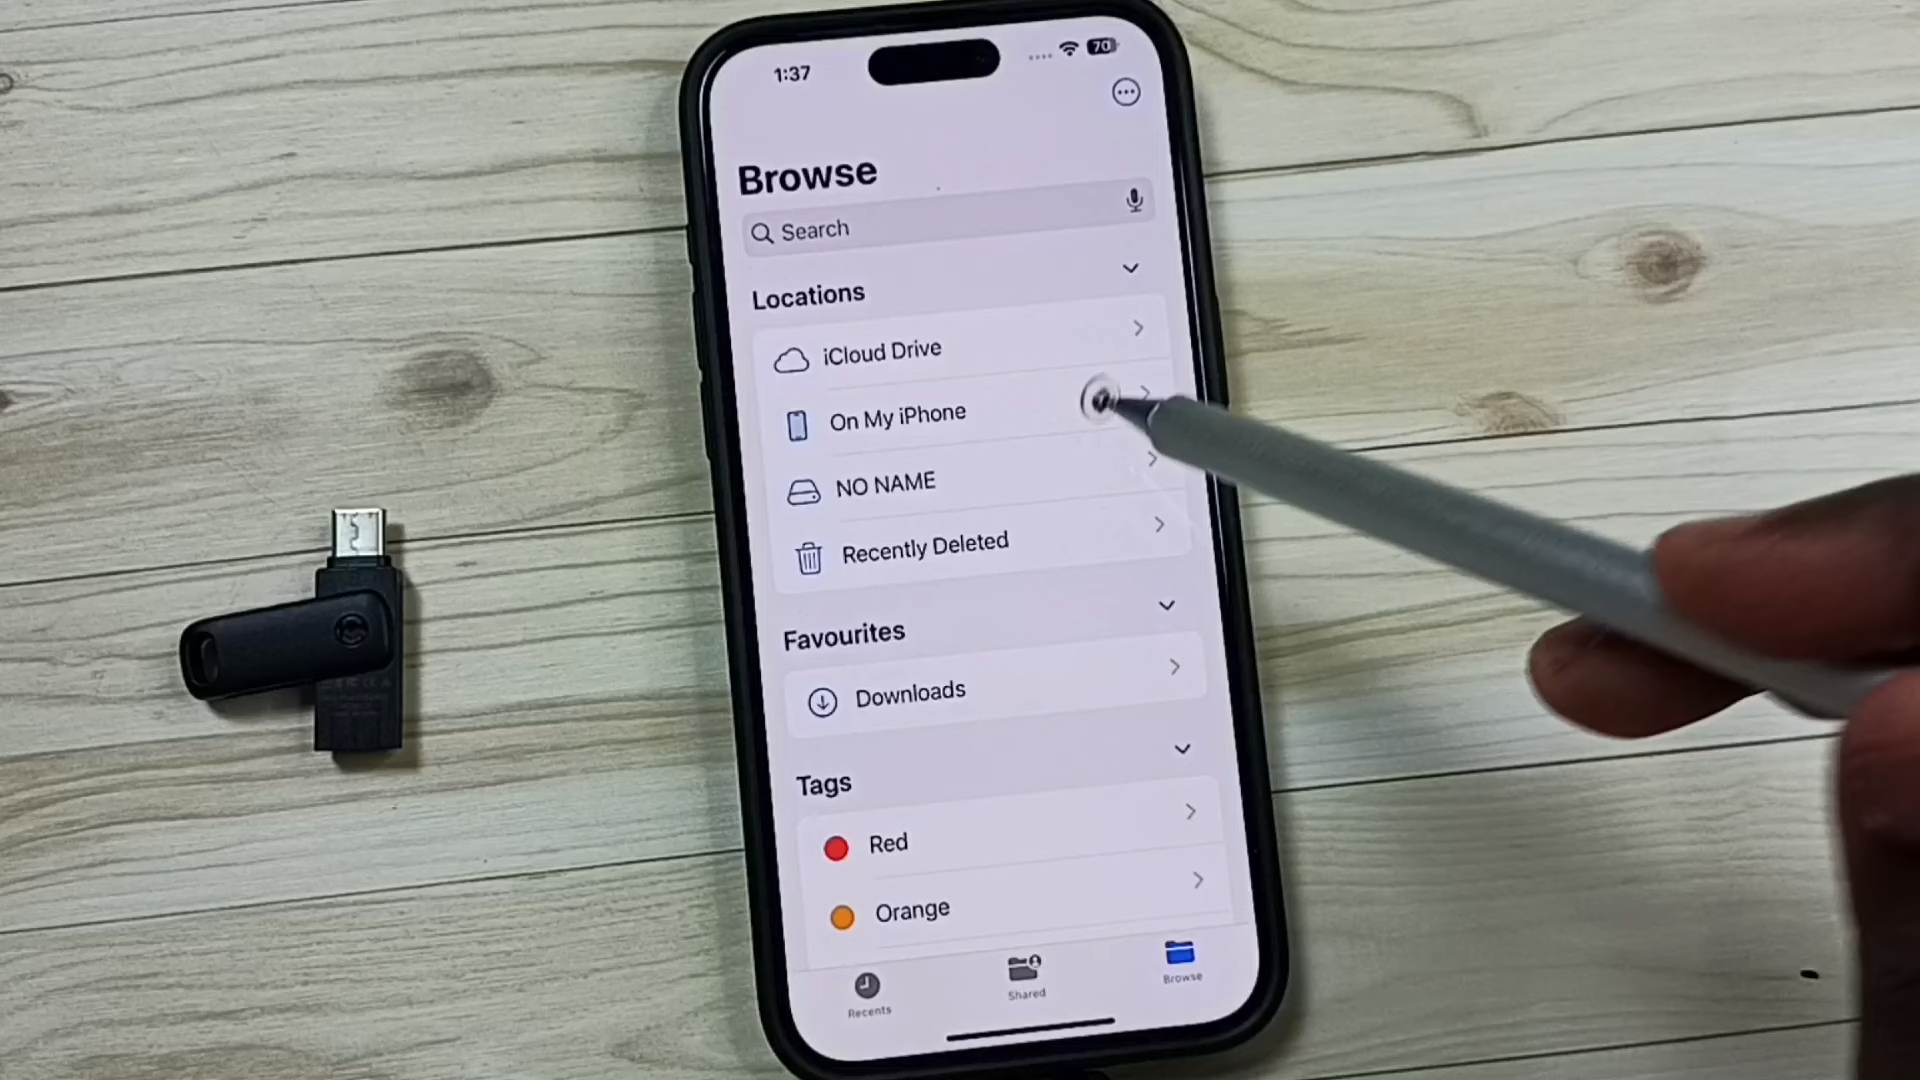 1:37
70
Browse
Search
Locations
iCloud Drive
On My iPhone
NO NAME
Recently Deleted
Favourites
Downloads
Tags
Red
Orange
Recents
Shared
Browse